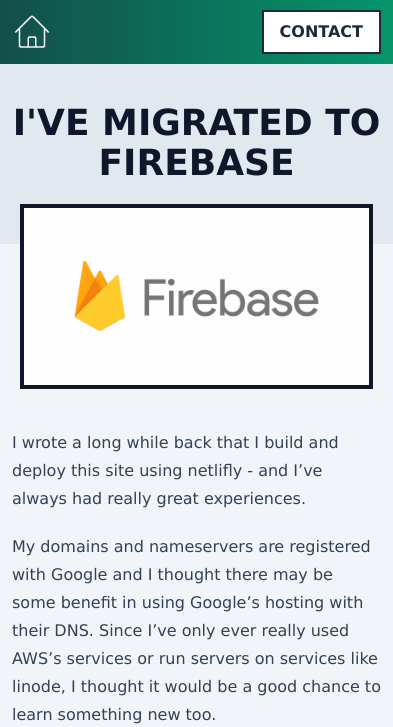 CONTACT
I'VE MIGRATED TO
FIREBASE
Firebase
I wrote a long while back that I build and
deploy this site using netlifly - and I’ve
always had really great experiences.
My domains and nameservers are registered
with Google and I thought there may be
some benefit in using Google’s hosting with
their DNS. Since I’ve only ever really used
AWS’s services or run servers on services like
linode, I thought it would be a good chance to
learn something new too.